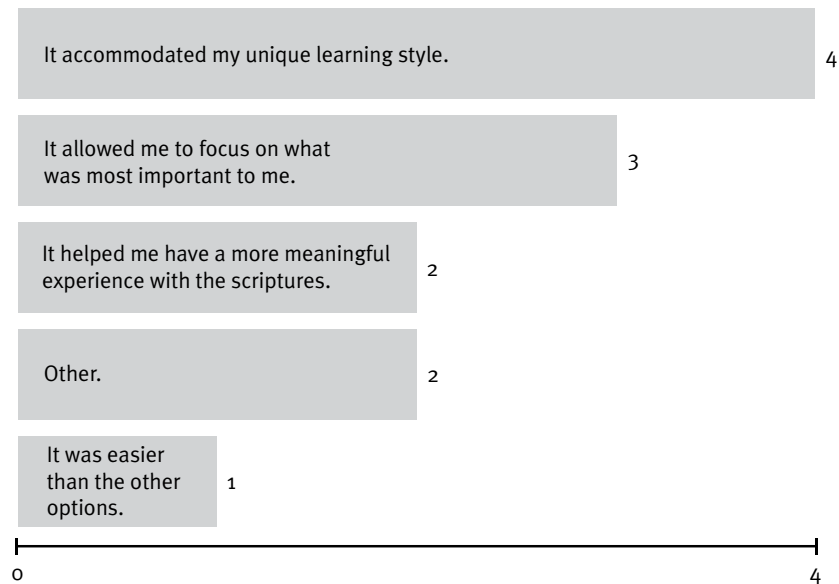 It accommodated my unique learning style.
4
It allowed me to focus on what
was most important to me.
3
It helped me have a more meaningful
experience with the scriptures.
2
Other.
2
It was easier
than the other
options.
1
0
4